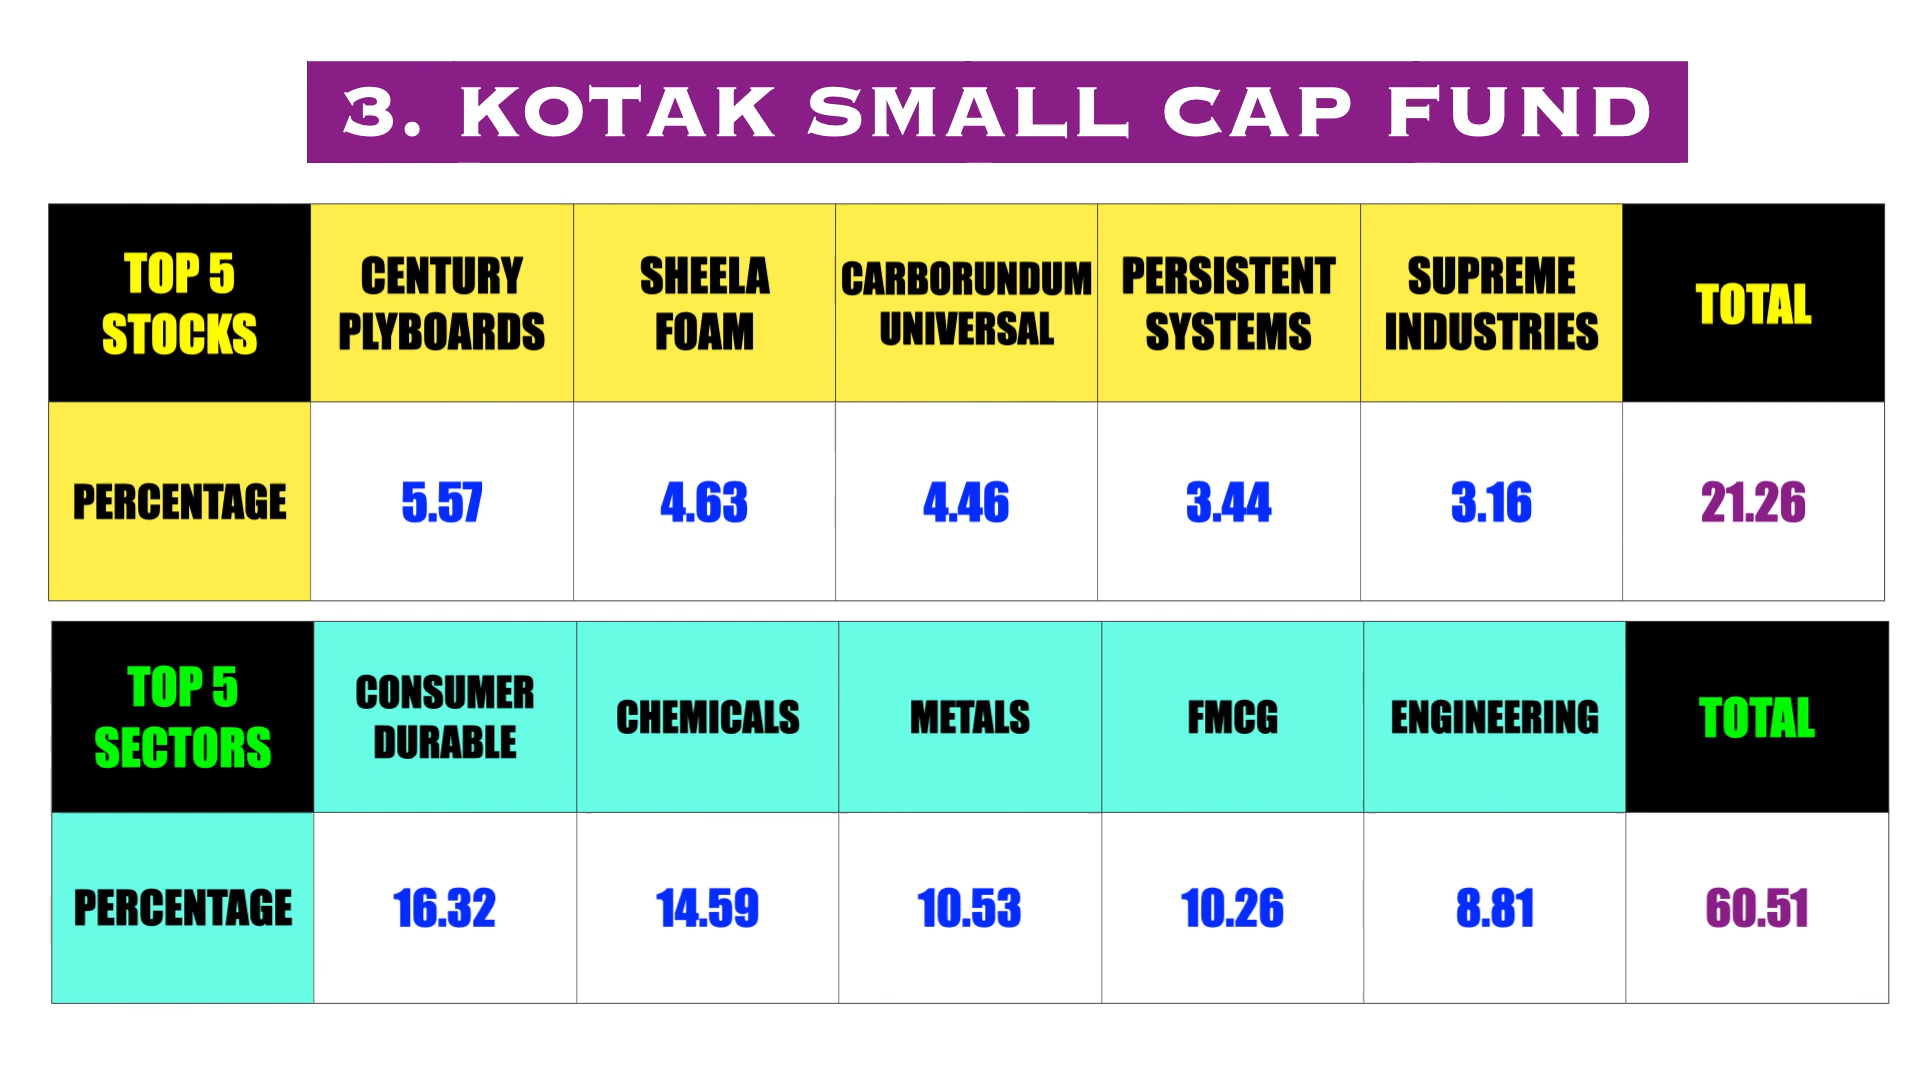 3. KOTAK SMALL CAP FUND
TOP 5
STOCKS
CENTURY
PLYBOARDS
SHEELA
FOAM
CARBORUNDUM
UNIVERSAL
PERSISTENT
SYSTEMS
SUPREME
INDUSTRIES
TOTAL
PERCENTAGE
5.57
4.63
4.46
3.44
3.16
21.26
TOP 5
SECTORS
CONSUMER
DURABLE
CHEMICALS
METALS
FMCG
ENGINEERING
TOTAL
PERCENTAGE
16.32
14.59
10.53
10.26
8.81
60.51